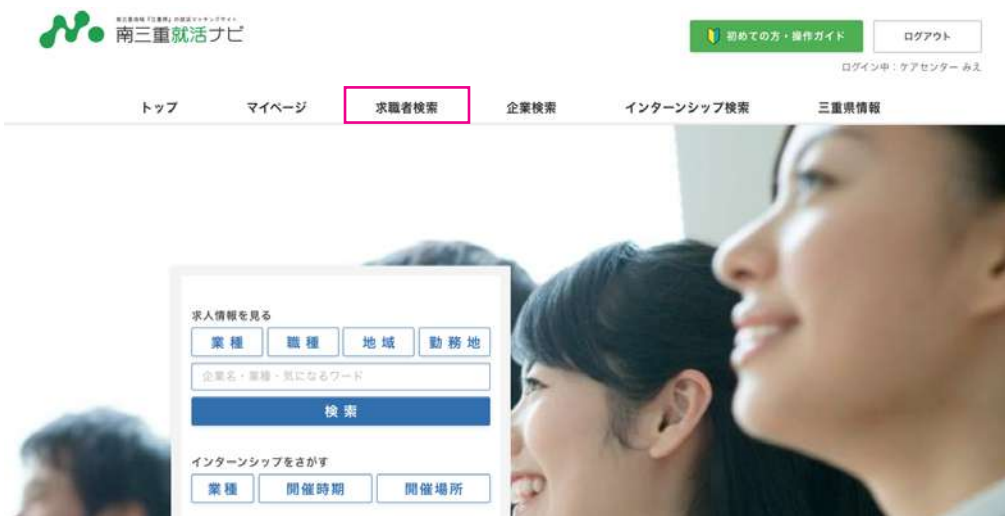 南三重就活ナビ
初めての方・操作ガイド
ログアウト
ログイン中：ケアセンター みえ
トップ
マイページ
求職者検索
企業検索
インターンシップ検索
三重県情報
求人情報を見る
業種
職種
地域
勤務地
企業名・業種・気になるワード
検索
インターンシップをさがす
業種
開催時期
開催場所